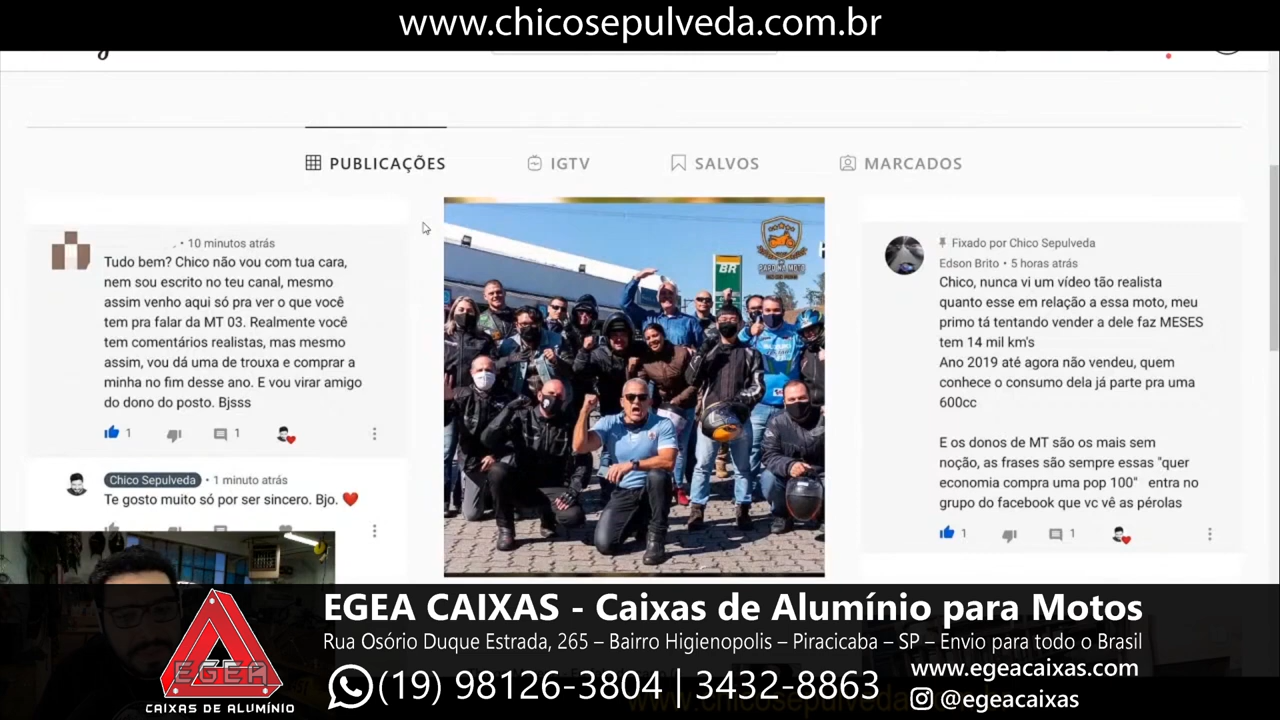 www.chicosepulveda.com.br
PUBLICAÇÕES
IGTV
SALVOS
MARCADOS
• 10 minutos atrás
Tudo bem? Chico não vou com tua cara,
nem sou escrito no teu canal, mesmo
assim venho aqui só pra ver o que você
tem pra falar da MT 03. Realmente você
tem comentários realistas, mas mesmo
assim, vou dá uma de trouxa e comprar a
minha no fim desse ano. E vou virar amigo
do dono do posto. Bjsss
1
1
Chico Sepulveda • 1 minuto atrás
Te gosto muito só por ser sincero. Bjo. ❤️
BR
PAPO NA MOTO
Fixado por Chico Sepulveda
Edson Brito • 5 horas atrás
Chico, nunca vi um vídeo tão realista
quanto esse em relação a essa moto, meu
primo tá tentando vender a dele faz MESES
tem 14 mil km's
Ano 2019 até agora não vendeu, quem
conhece o consumo dela já parte pra uma
600cc
E os donos de MT são os mais sem
noção, as frases são sempre essas "quer
economia compra uma pop 100" entra no
grupo do facebook que vc vê as pérolas
1
1
EGEA
CAIXAS DE ALUMÍNIO
EGEA CAIXAS - Caixas de Alumínio para Motos
Rua Osório Duque Estrada, 265 – Bairro Higienopolis – Piracicaba – SP – Envio para todo o Brasil
(19) 98126-3804 | 3432-8863
www.egeacaixas.com
@egeacaixas